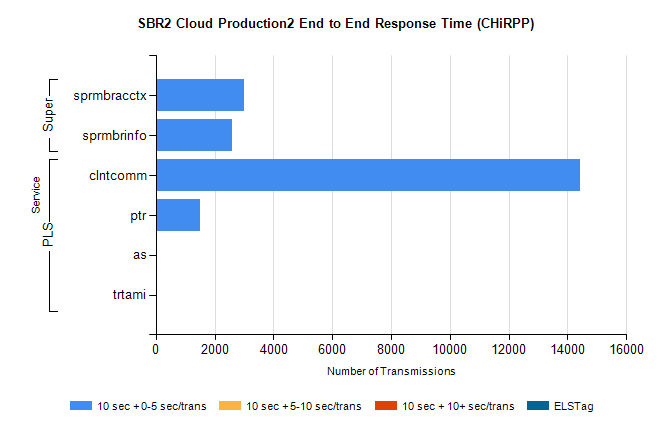 SBR2 Cloud Production2 End to End Response Time (CHiRPP)
Super
sprmbracctx
sprmbrinfo
Service
PLS
clntcomm
ptr
as
trtami
0 2000 4000 6000 8000 10000 12000 14000 16000
Number of Transmissions
10 sec +0-5 sec/trans 10 sec +5-10 sec/trans 10 sec + 10+ sec/trans ELSTag